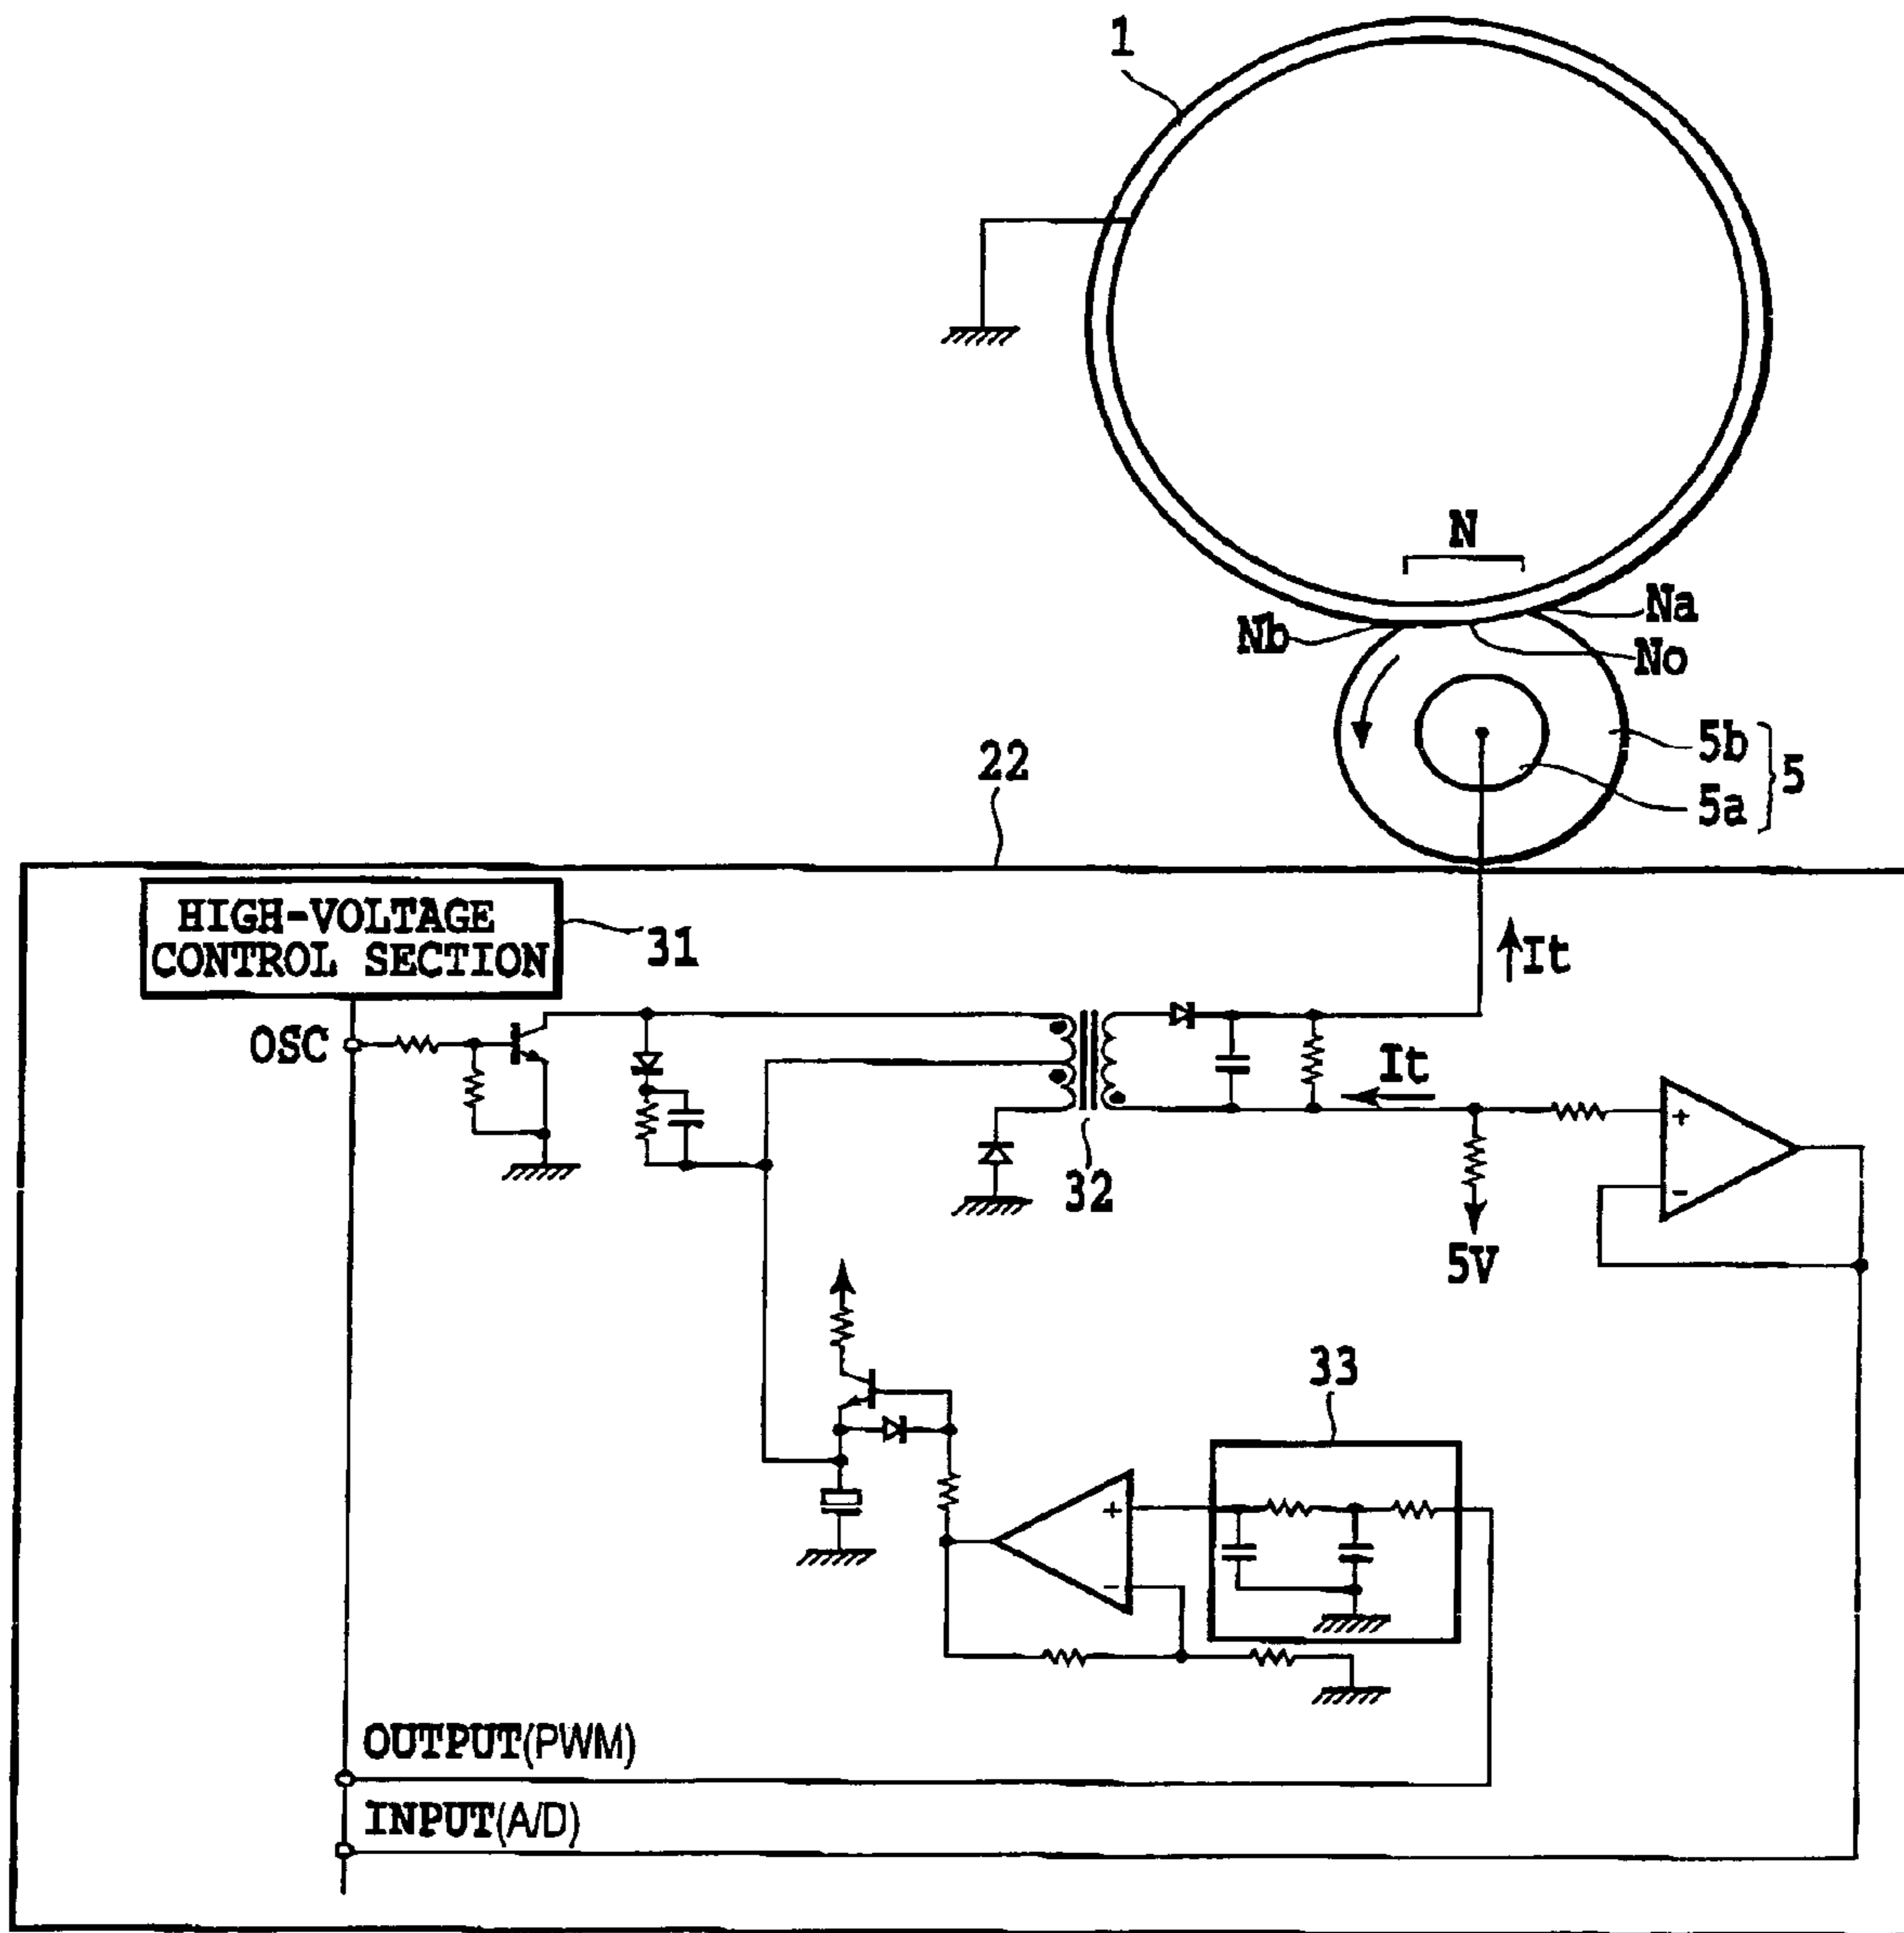 1
N
Na
Nb
No
5b
5
5a
22
HIGH-VOLTAGE
CONTROL SECTION
31
It
OSC
It
32
+
-
5V
33
+
-
OUTPUT(PWM)
INPUT(A/D)